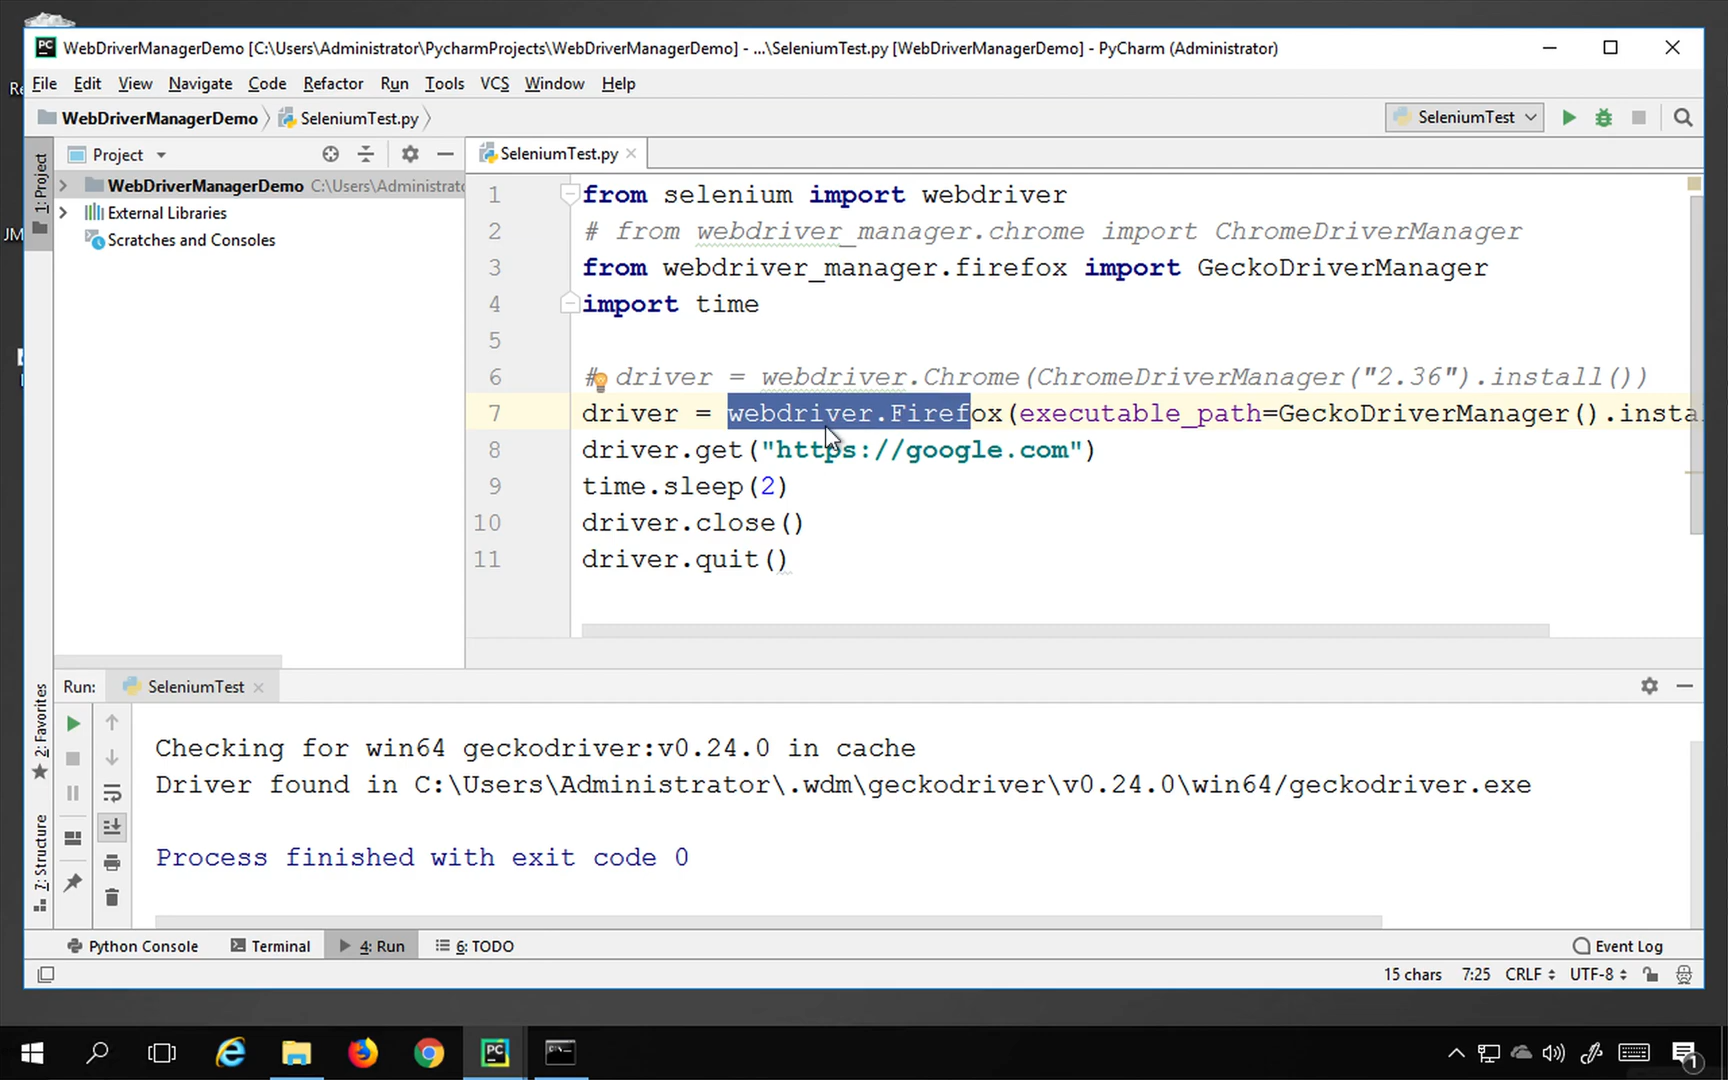 WebDriverManagerDemo [C:\Users\Administrator\PycharmProjects\WebDriverManagerDemo] - ...\SeleniumTest.py [WebDriverManagerDemo] - PyCharm (Administrator)
File Edit View Navigate Code Refactor Run Tools VCS Window Help
WebDriverManagerDemo SeleniumTest.py SeleniumTest
Project SeleniumTest.py
1: Project
WebDriverManagerDemo C:\Users\Administrato
External Libraries
Scratches and Consoles
JM
1 from selenium import webdriver
2 # from webdriver_manager.chrome import ChromeDriverManager
3 from webdriver_manager.firefox import GeckoDriverManager
4 import time
5
6 # driver = webdriver.Chrome(ChromeDriverManager("2.36").install())
7 driver = webdriver.Firefox(executable_path=GeckoDriverManager().instal
8 driver.get("https://google.com")
9 time.sleep(2)
10 driver.close()
11 driver.quit()
Run: SeleniumTest
2: Favorites
7: Structure
Checking for win64 geckodriver:v0.24.0 in cache
Driver found in C:\Users\Administrator\.wdm\geckodriver\v0.24.0\win64/geckodriver.exe
Process finished with exit code 0
Python Console Terminal 4: Run 6: TODO Event Log
15 chars 7:25 CRLF UTF-8
1